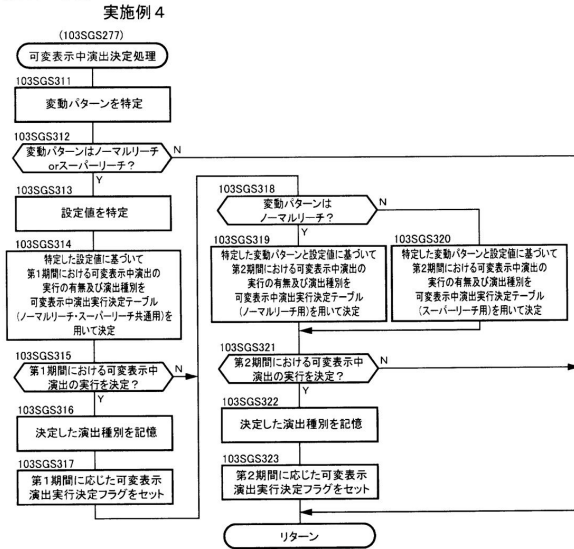 実施例４
(103SGS277)
可変表示中演出決定処理
103SGS311
変動パターンを特定
103SGS312
変動パターンはノーマルリーチ
orスーパーリーチ？
N
Y
103SGS313
設定値を特定
103SGS314
特定した設定値に基づいて
第１期間における可変表示中演出の
実行の有無及び演出種別を
可変表示中演出実行決定テーブル
(ノーマルリーチ・スーパーリーチ共通用)を
用いて決定
103SGS315
第１期間における可変表示中
演出の実行を決定？
N
Y
103SGS316
決定した演出種別を記憶
103SGS317
第１期間に応じた可変表示
演出実行決定フラグをセット
103SGS318
変動パターンは
ノーマルリーチ？
N
Y
103SGS319
特定した変動パターンと設定値に基づいて
第２期間における可変表示中演出の
実行の有無及び演出種別を
可変表示中演出実行決定テーブル
(ノーマルリーチ用)を用いて決定
103SGS320
特定した変動パターンと設定値に基づいて
第２期間における可変表示中演出の
実行の有無及び演出種別を
可変表示中演出実行決定テーブル
(スーパーリーチ用)を用いて決定
103SGS321
第２期間における可変表示中
演出の実行を決定？
N
Y
103SGS322
決定した演出種別を記憶
103SGS323
第２期間に応じた可変表示
演出実行決定フラグをセット
リターン